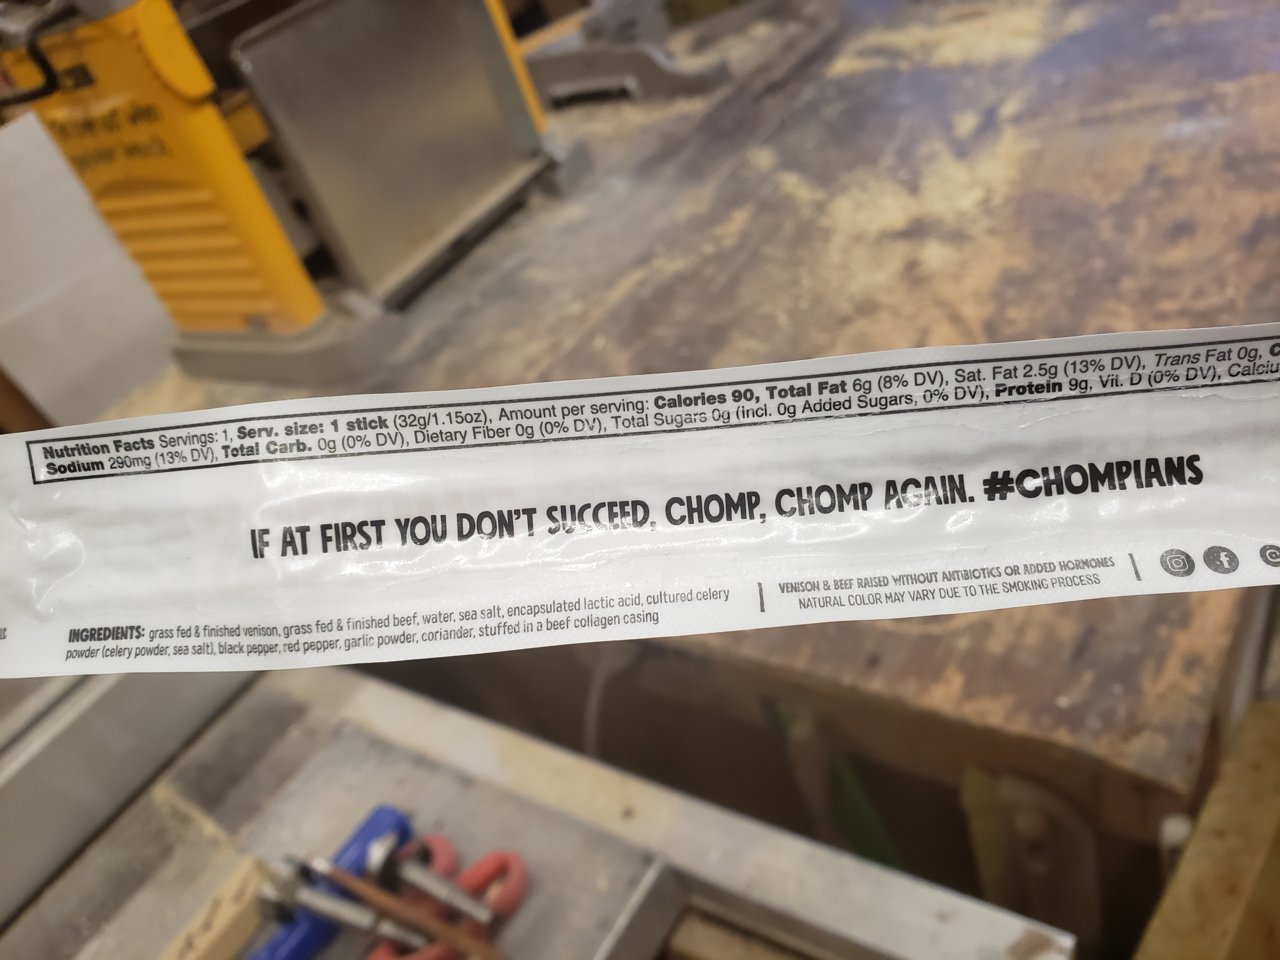 Nutrition Facts Servings: 1, Serv. size: 1 stick (32g/1.15oz), Amount per serving: Calories 90, Total Fat 6g (8% DV), Sat. Fat 2.5g (13% DV), Trans Fat 0g, C
Sodium 290mg (13% DV), Total Carb. 0g (0% DV), Dietary Fiber 0g (0% DV), Total Sugars 0g (incl. 0g Added Sugars, 0% DV), Protein 9g, Vit. D (0% DV), Calciu
IF AT FIRST YOU DON'T SUCCEED, CHOMP, CHOMP AGAIN. #CHOMPIANS
INGREDIENTS: grass fed & finished venison, grass fed & finished beef, water, sea salt, encapsulated lactic acid, cultured celery
powder (celery powder, sea salt), black pepper, red pepper, garlic powder, coriander, stuffed in a beef collagen casing
VENISON & BEEF RAISED WITHOUT ANTIBIOTICS OR ADDED HORMONES
NATURAL COLOR MAY VARY DUE TO THE SMOKING PROCESS